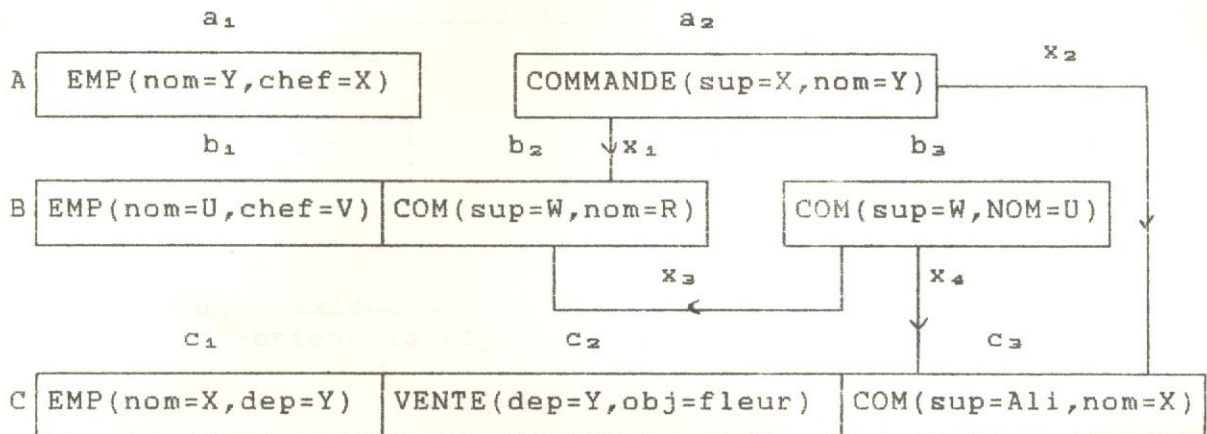 a₁ a₂
A EMP(nom=Y,chef=X) COMMANDE(sup=X,nom=Y) x₂
b₁ b₂ x₁ b₃
B EMP(nom=U,chef=V) COM(sup=W,nom=R) COM(sup=W,NOM=U)
x₃ x₄
c₁ c₂ c₃
C EMP(nom=X,dep=Y) VENTE(dep=Y,obj=fleur) COM(sup=Ali,nom=X)